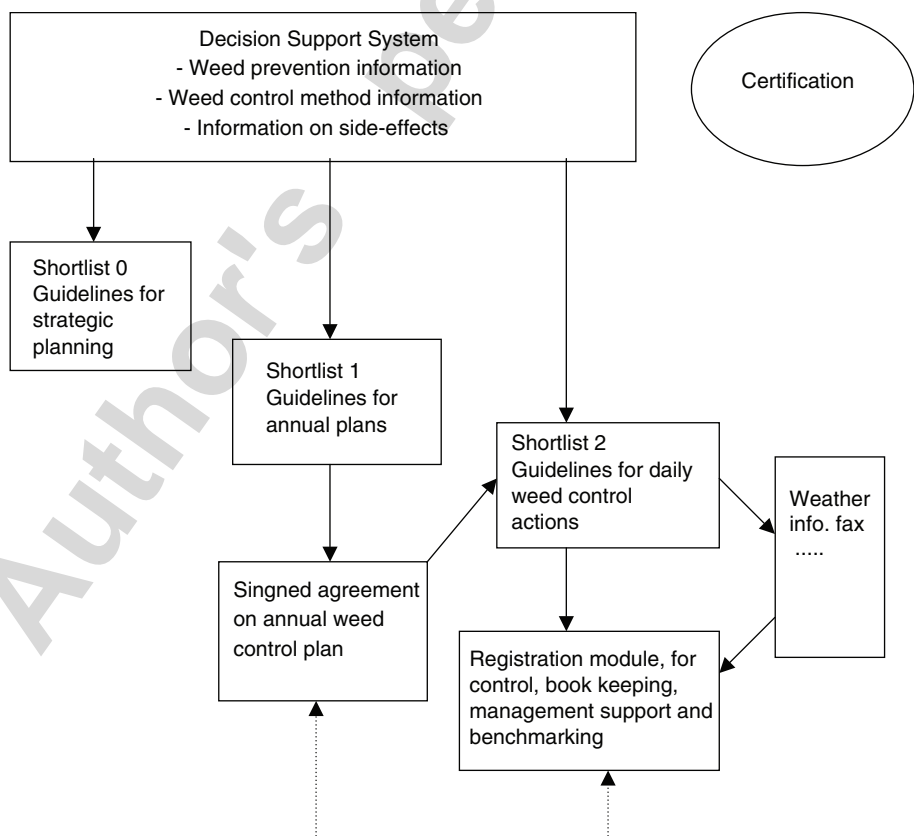 Decision Support System
- Weed prevention information
- Weed control method information
- Information on side-effects
Certification
Shortlist 0
Guidelines for
strategic
planning
Shortlist 1
Guidelines for
annual plans
Shortlist 2
Guidelines for daily
weed control
actions
Weather
info. fax
.....
Singned agreement
on annual weed
control plan
Registration module, for
control, book keeping,
management support and
benchmarking
Author's pe